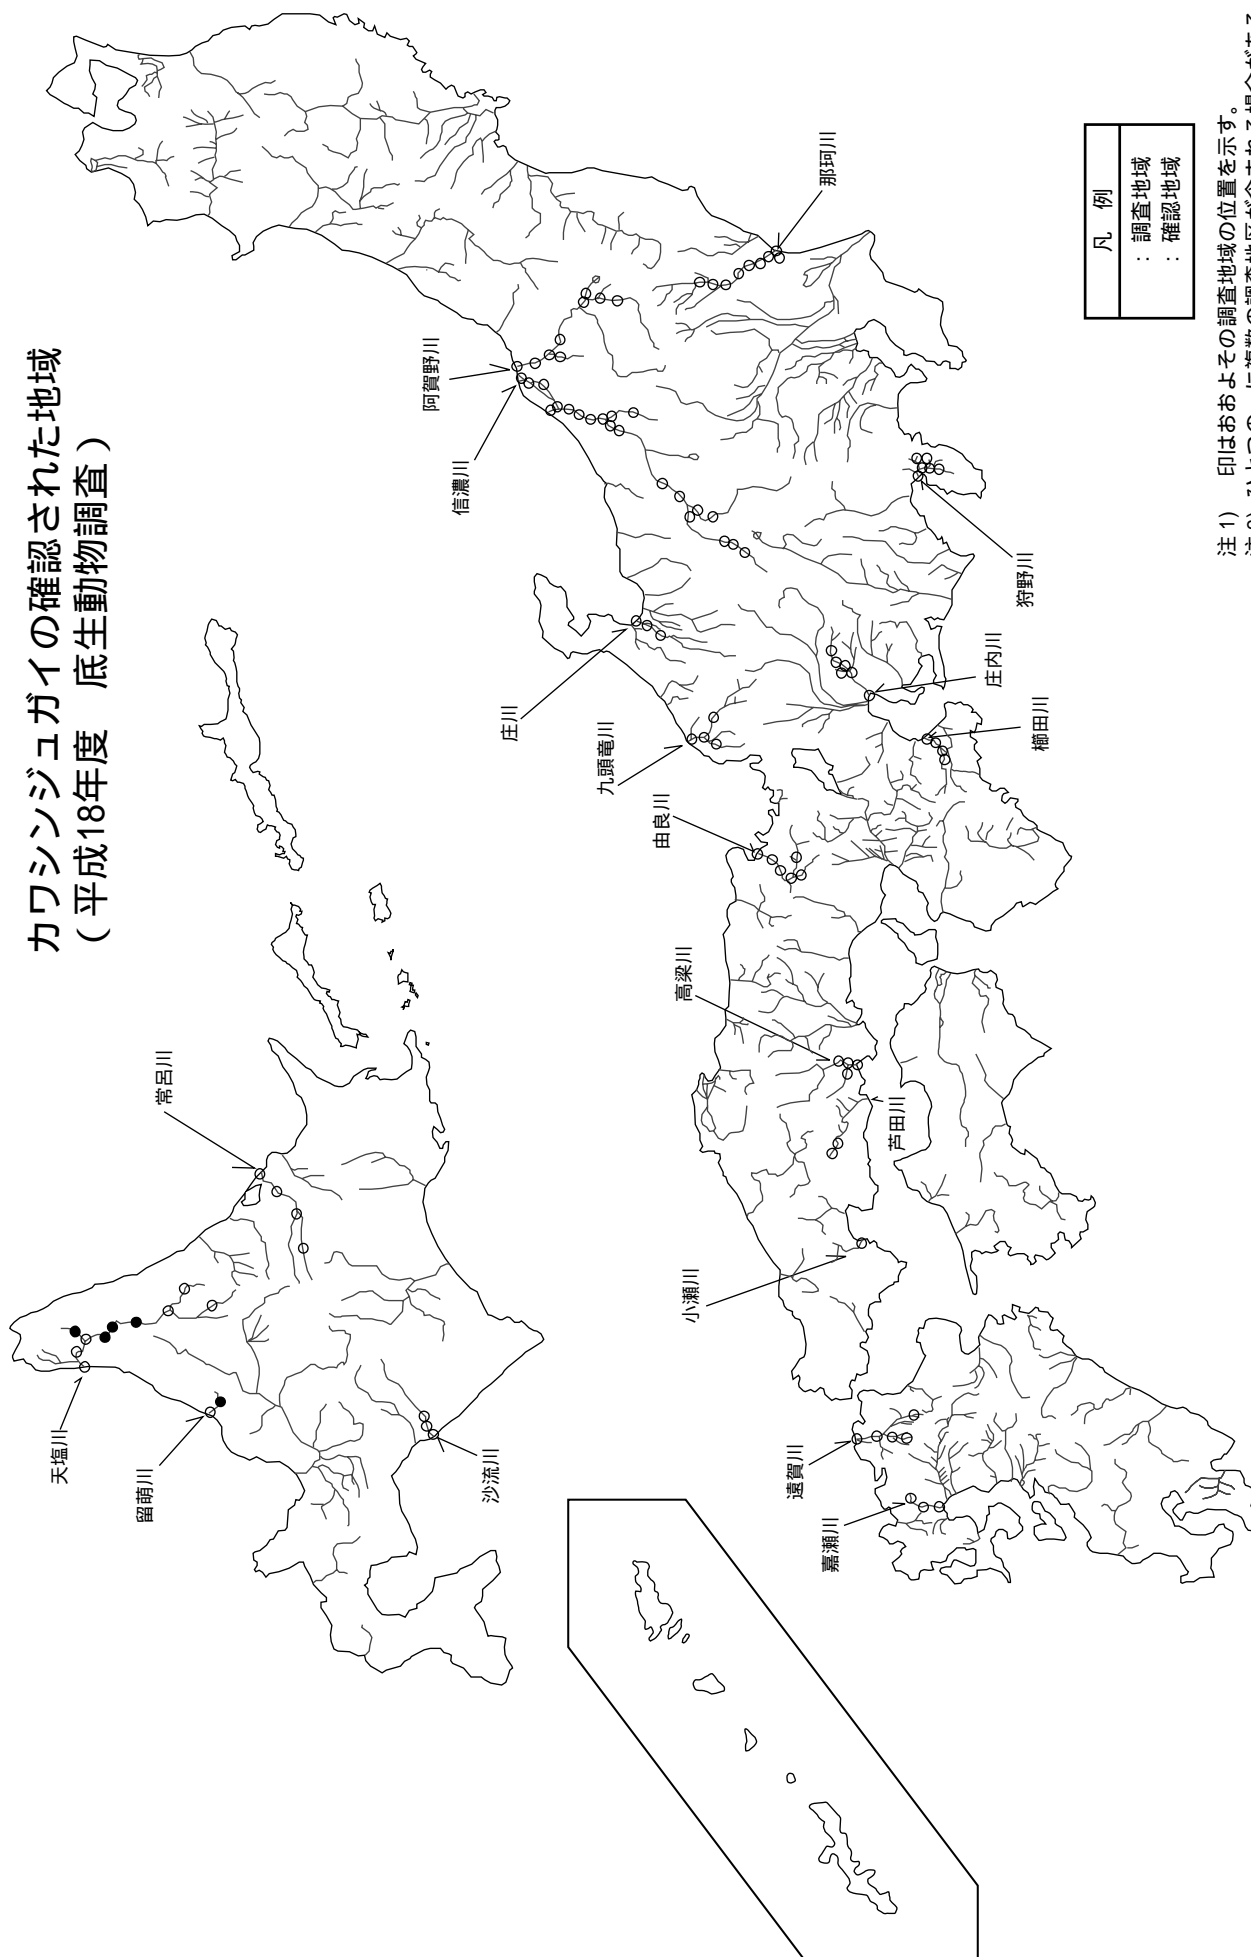 カワシンジュガイの確認された地域
（平成18年度　底生動物調査）
天塩川
留萌川
常呂川
沙流川
阿賀野川
信濃川
那珂川
庄川
九頭竜川
狩野川
庄内川
櫛田川
由良川
高梁川
芦田川
小瀬川
遠賀川
嘉瀬川
凡　例
：調査地域
：確認地域
注1）　印はおおよその調査地域の位置を示す。